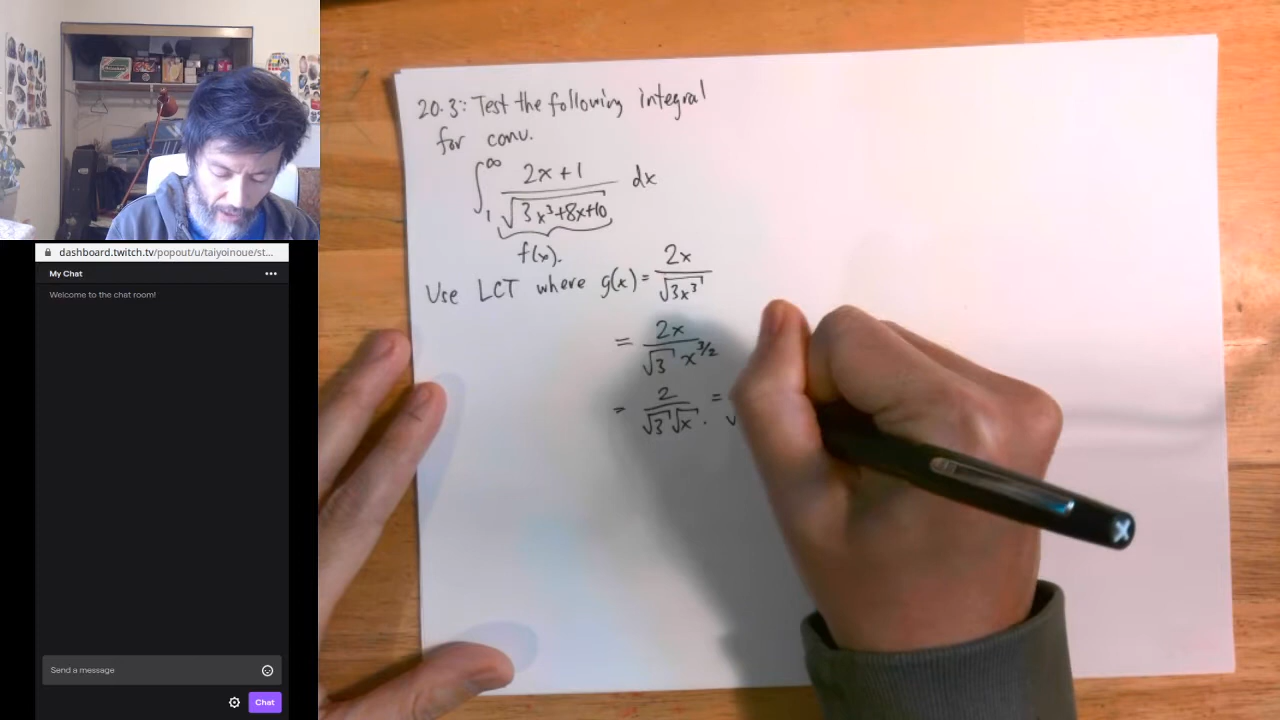 dashboard.twitch.tv/popout/u/taiyoinoue/st...
My Chat
Welcome to the chat room!
Send a message
Chat
20.3: Test the following integral
for conv.
∫₁^∞ (2x+1)/√(3x³+8x+10) dx
f(x).
Use LCT where g(x) = 2x/√(3x³)
= 2x/(√3 x^(3/2))
= 2/(√3 √x) . =